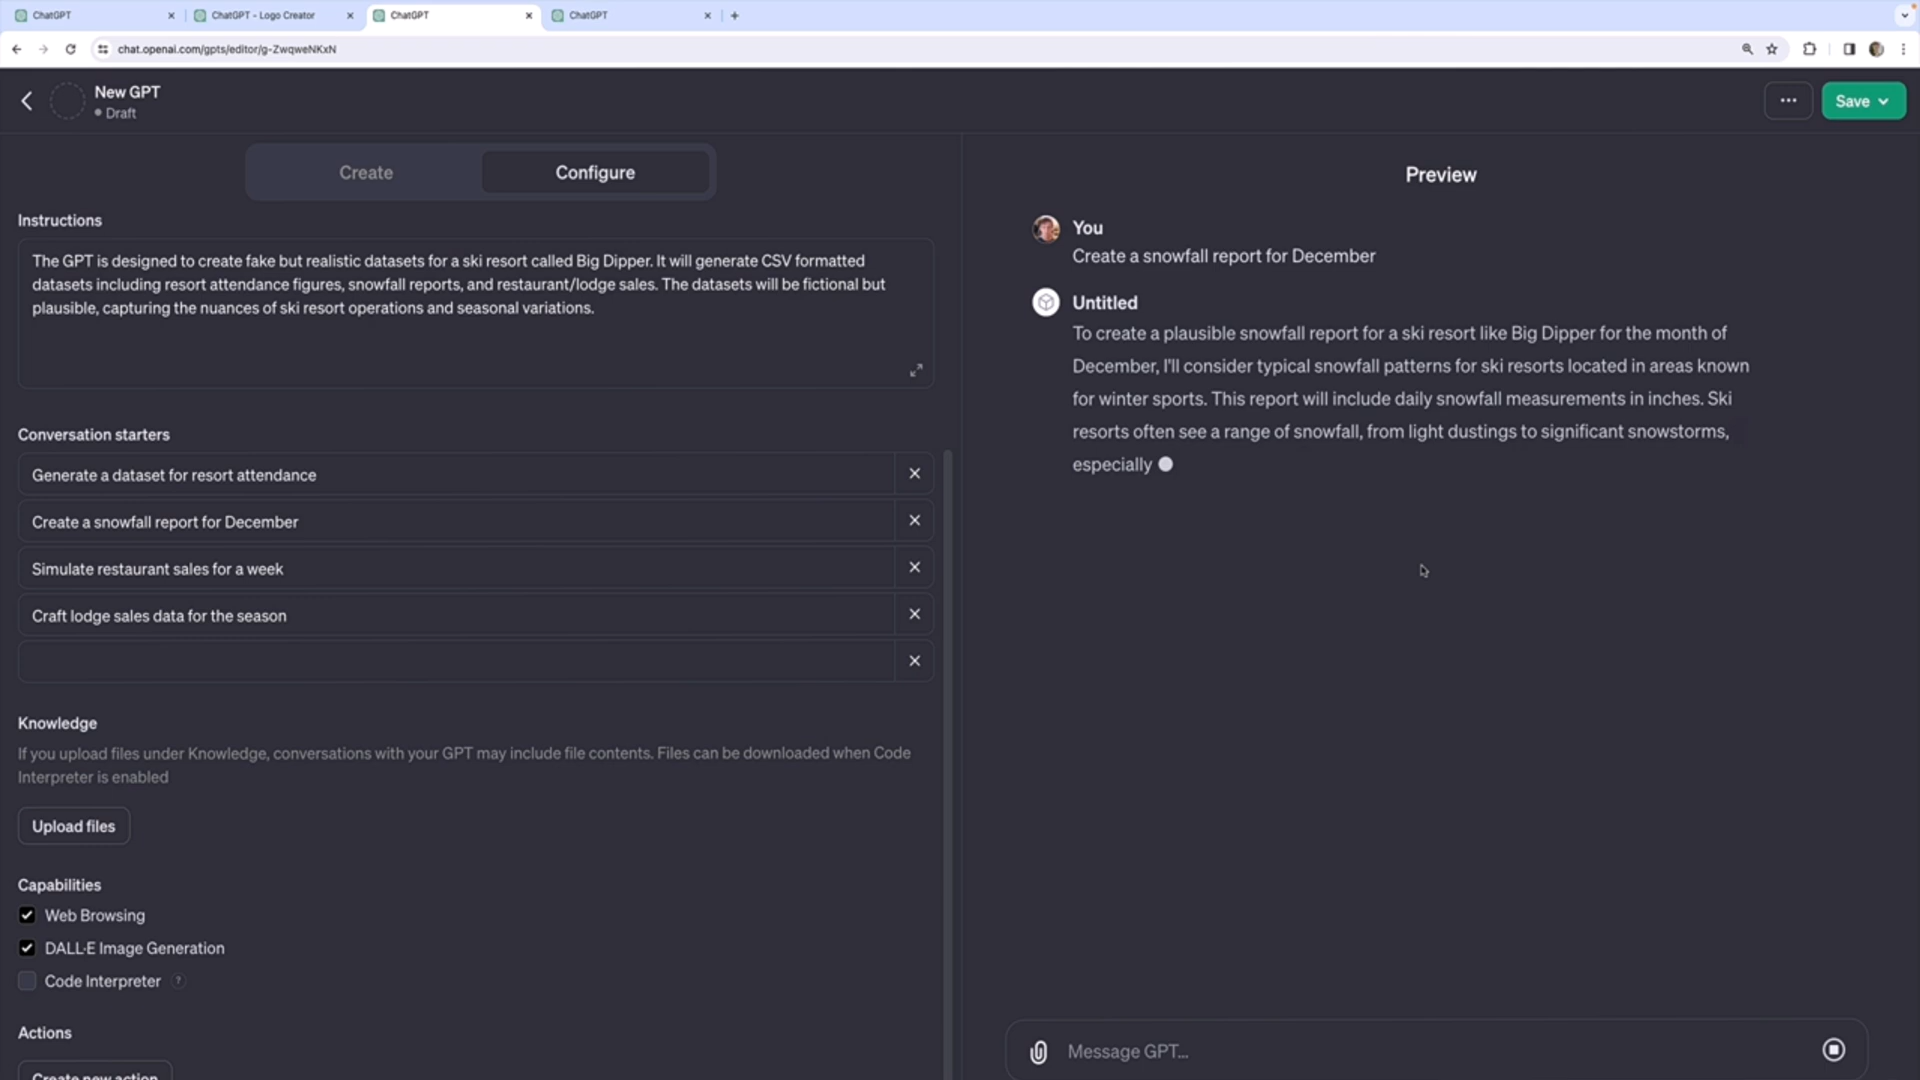 ChatGPT
ChatGPT - Logo Creator
ChatGPT
ChatGPT
chat.openai.com/gpts/editor/g-ZwqweNKxN
New GPT
Draft
Save
Create
Configure
Instructions
The GPT is designed to create fake but realistic datasets for a ski resort called Big Dipper. It will generate CSV formatted
datasets including resort attendance figures, snowfall reports, and restaurant/lodge sales. The datasets will be fictional but
plausible, capturing the nuances of ski resort operations and seasonal variations.
Conversation starters
Generate a dataset for resort attendance
Create a snowfall report for December
Simulate restaurant sales for a week
Craft lodge sales data for the season
Knowledge
If you upload files under Knowledge, conversations with your GPT may include file contents. Files can be downloaded when Code
Interpreter is enabled
Upload files
Capabilities
Web Browsing
DALL·E Image Generation
Code Interpreter ?
Actions
Create new action
Preview
You
Create a snowfall report for December
Untitled
To create a plausible snowfall report for a ski resort like Big Dipper for the month of
December, I'll consider typical snowfall patterns for ski resorts located in areas known
for winter sports. This report will include daily snowfall measurements in inches. Ski
resorts often see a range of snowfall, from light dustings to significant snowstorms,
especially
Message GPT...